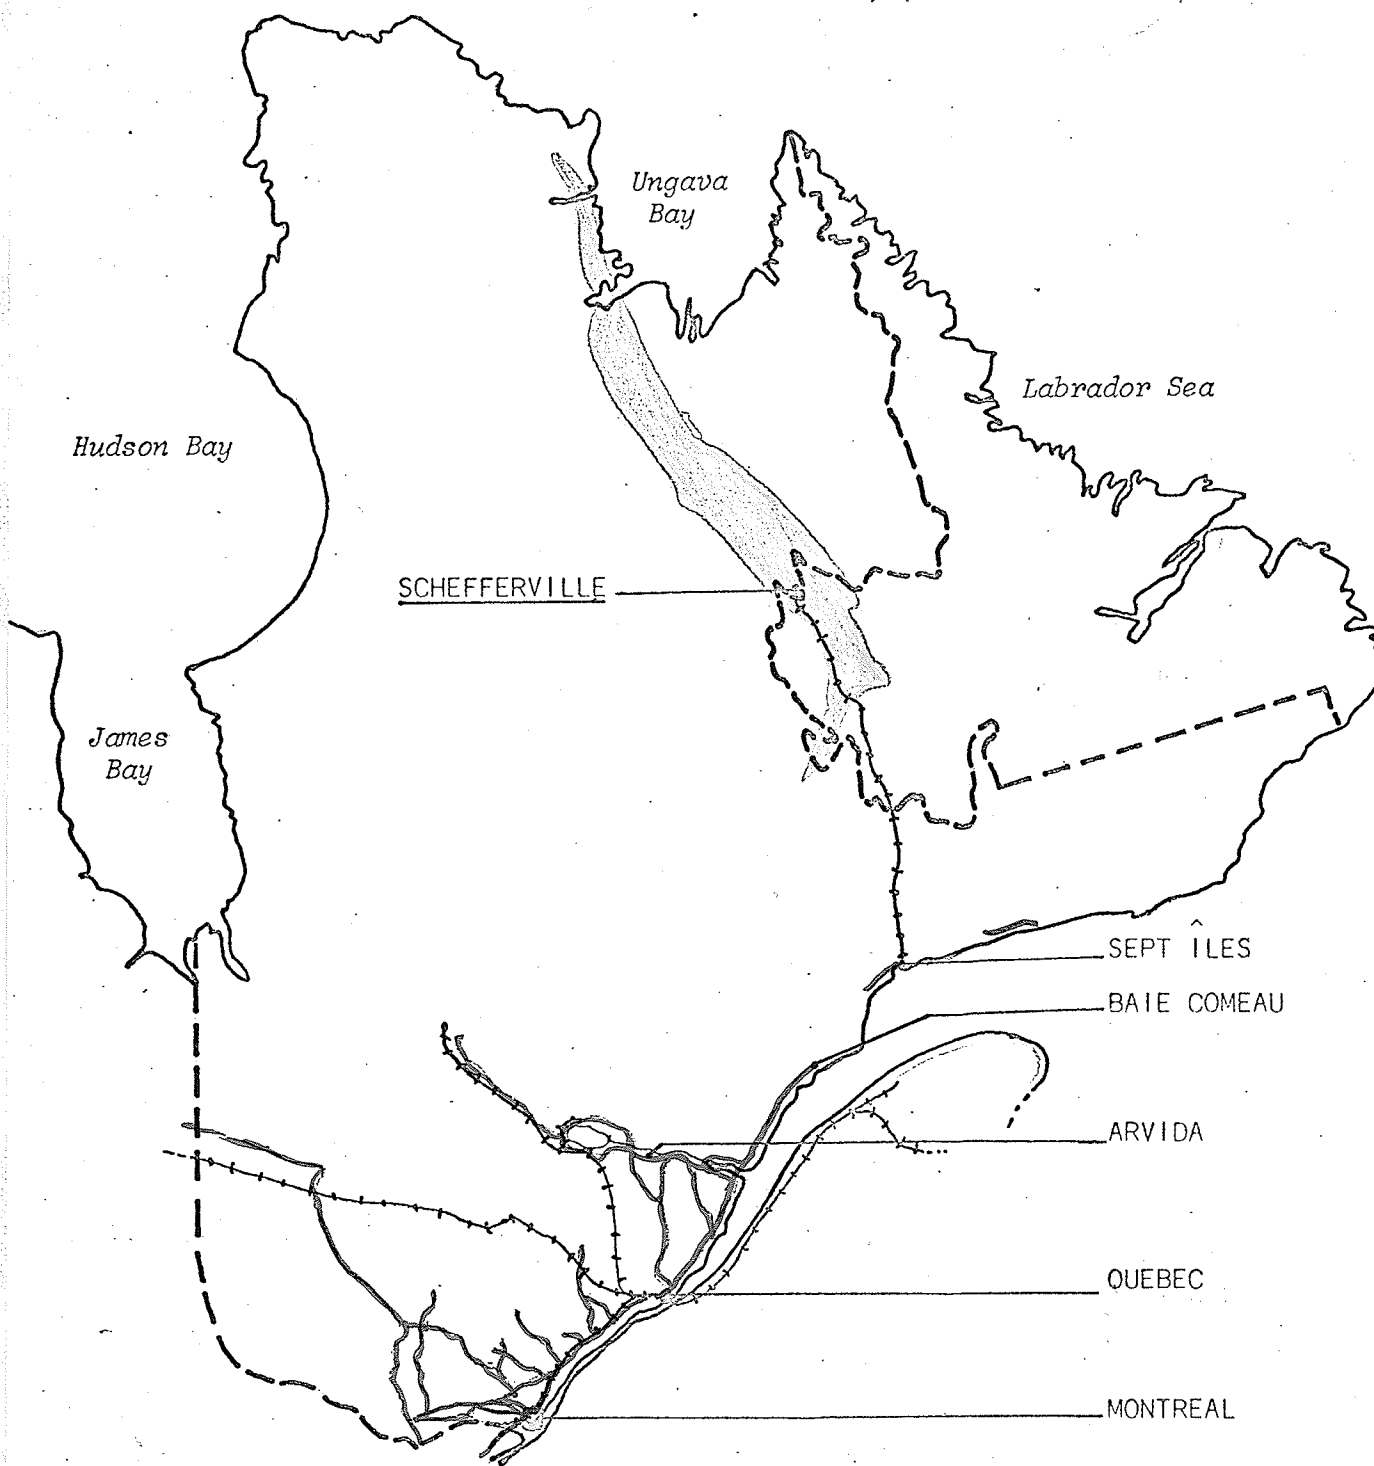 Ungava
Bay
Labrador Sea
Hudson Bay
SCHEFFERVILLE
James
Bay
SEPT ÎLES
BAIE COMEAU
ARVIDA
QUEBEC
MONTREAL